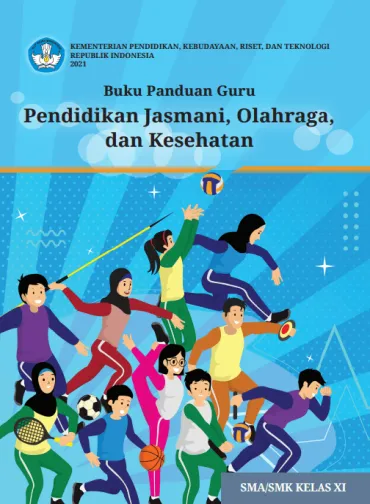 KEMENTERIAN PENDIDIKAN, KEBUDAYAAN, RISET, DAN TEKNOLOGI
REPUBLIK INDONESIA
2021
Buku Panduan Guru
Pendidikan Jasmani, Olahraga,
dan Kesehatan
SMA/SMK KELAS XI